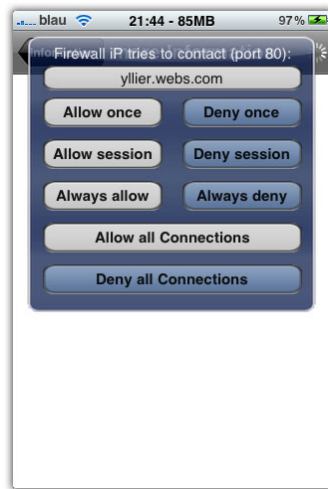 blau 21:44 - 85MB 97%
Firewall iP tries to contact (port 80):
yllier.webs.com
Allow once Deny once
Allow session Deny session
Always allow Always deny
Allow all Connections
Deny all Connections